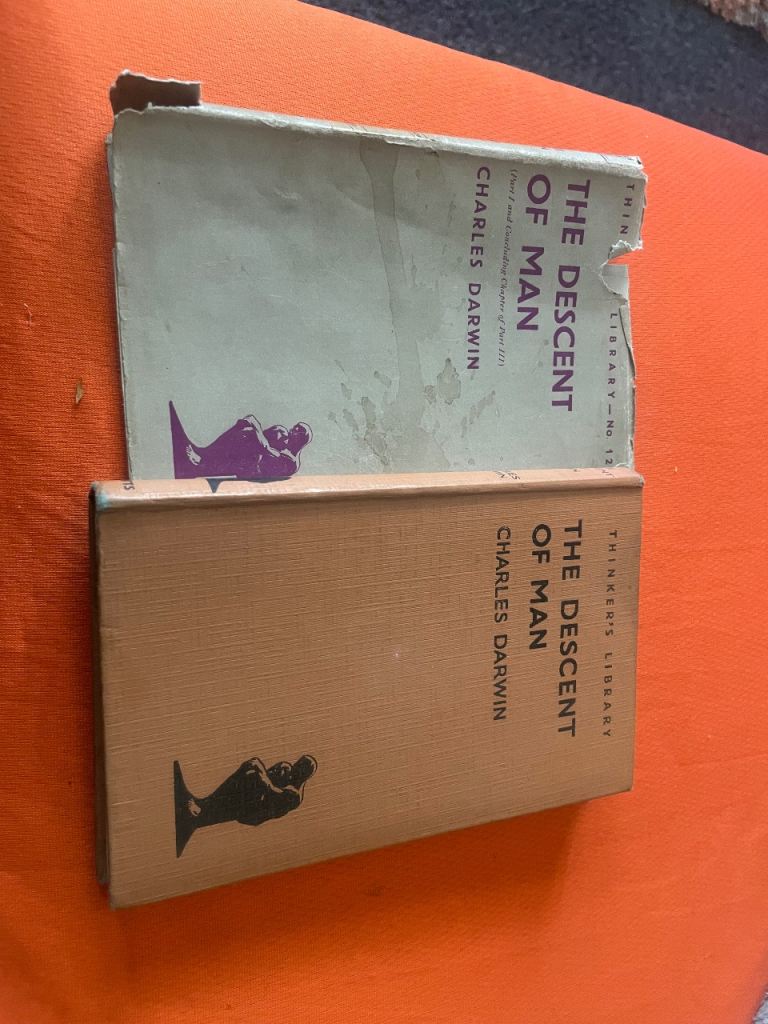 THIN LIBRARY—No. 12
THE DESCENT
OF MAN
(Part I and Concluding Chapter of Part III)
CHARLES DARWIN
THINKER'S LIBRARY
THE DESCENT
OF MAN
CHARLES DARWIN